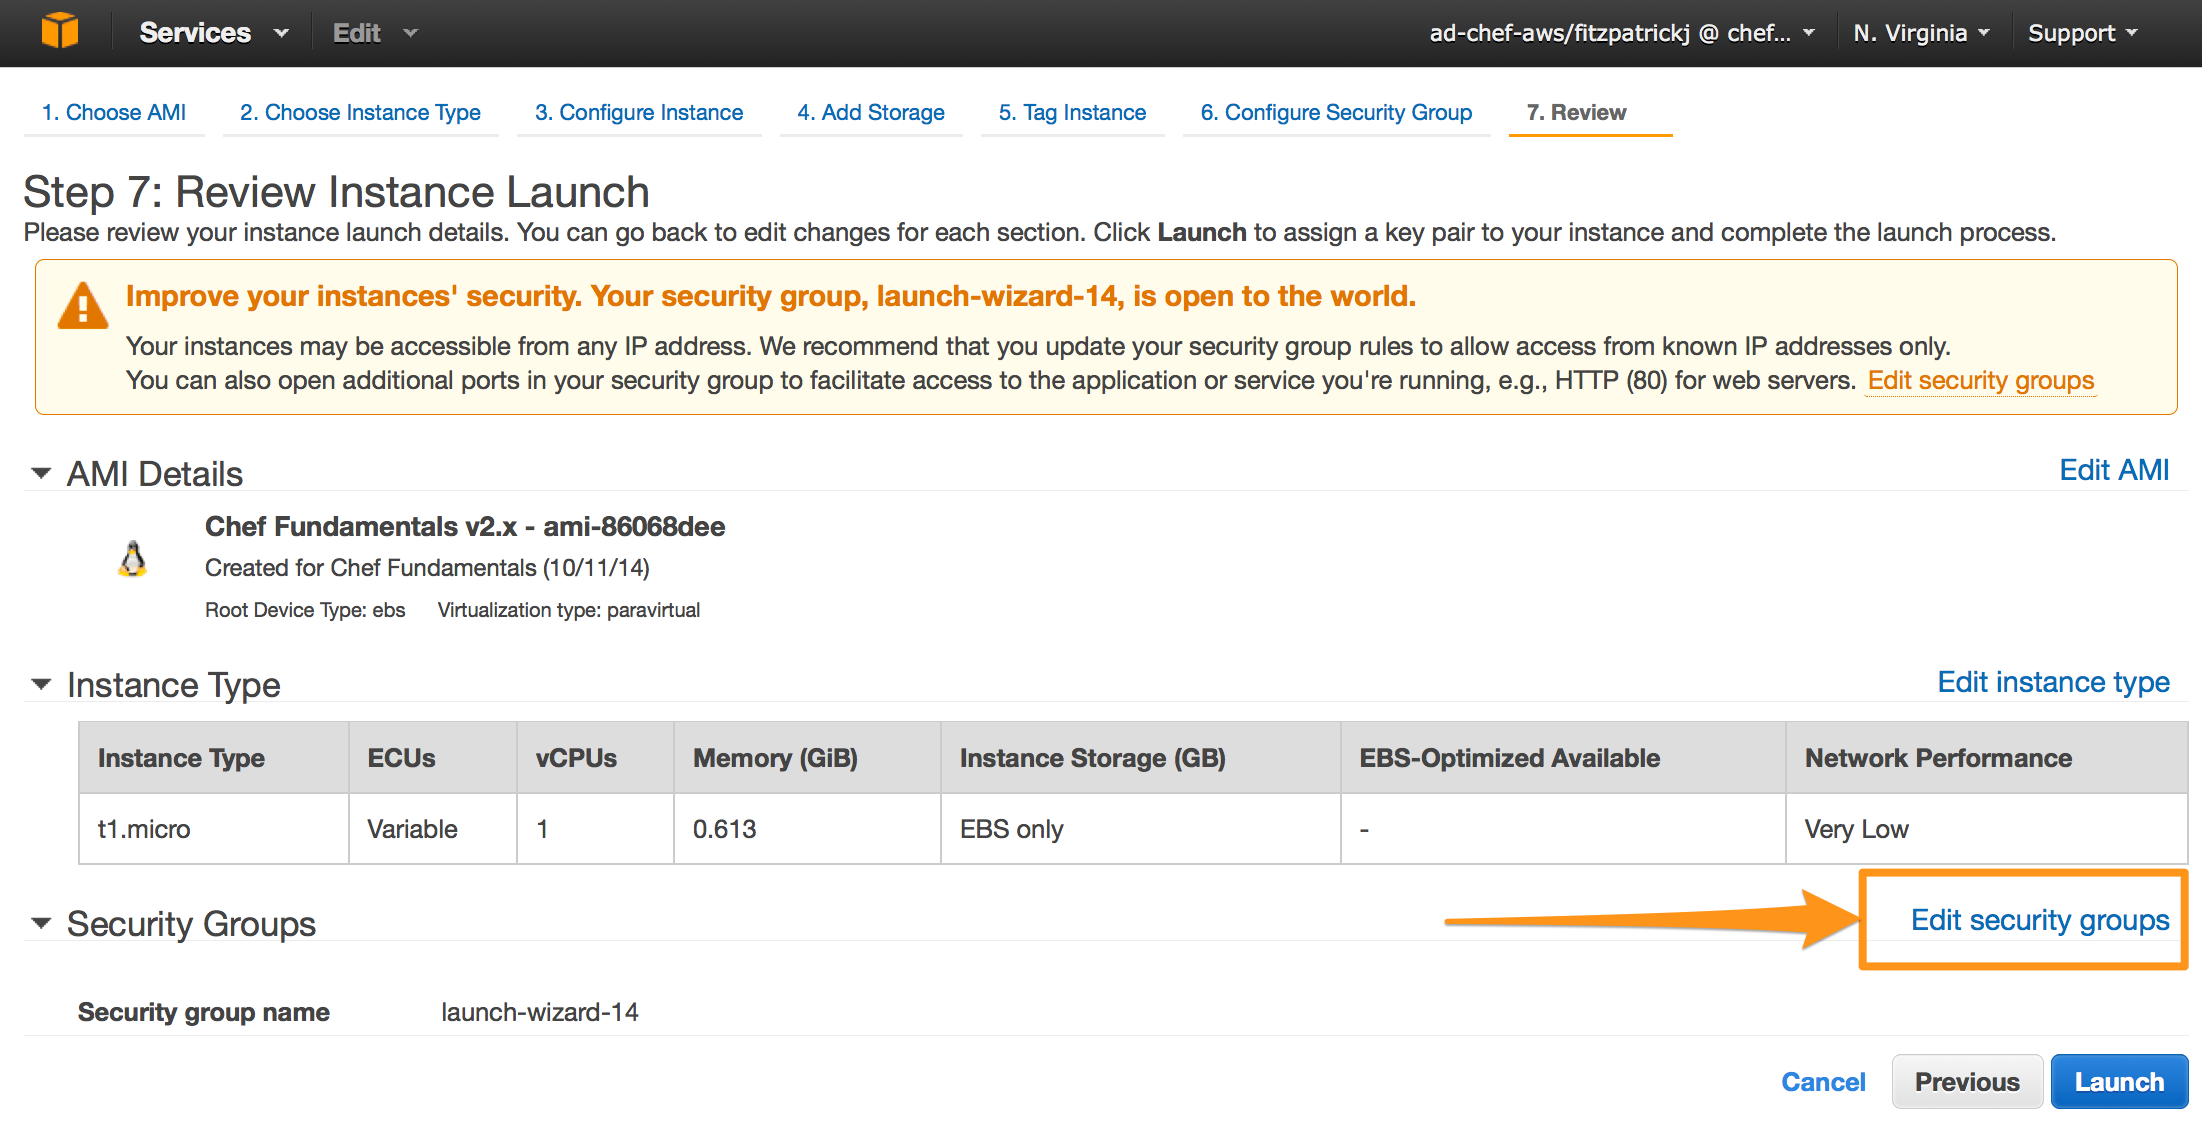 Services Edit ad-chef-aws/fitzpatrickj @ chef... N. Virginia Support
1. Choose AMI 2. Choose Instance Type 3. Configure Instance 4. Add Storage 5. Tag Instance 6. Configure Security Group 7. Review
Step 7: Review Instance Launch
Please review your instance launch details. You can go back to edit changes for each section. Click Launch to assign a key pair to your instance and complete the launch process.
Improve your instances' security. Your security group, launch-wizard-14, is open to the world.
Your instances may be accessible from any IP address. We recommend that you update your security group rules to allow access from known IP addresses only.
You can also open additional ports in your security group to facilitate access to the application or service you're running, e.g., HTTP (80) for web servers. Edit security groups
AMI Details Edit AMI
Chef Fundamentals v2.x - ami-86068dee
Created for Chef Fundamentals (10/11/14)
Root Device Type: ebs Virtualization type: paravirtual
Instance Type Edit instance type
Instance Type ECUs vCPUs Memory (GiB) Instance Storage (GB) EBS-Optimized Available Network Performance
t1.micro Variable 1 0.613 EBS only - Very Low
Security Groups Edit security groups
Security group name launch-wizard-14
Cancel Previous Launch